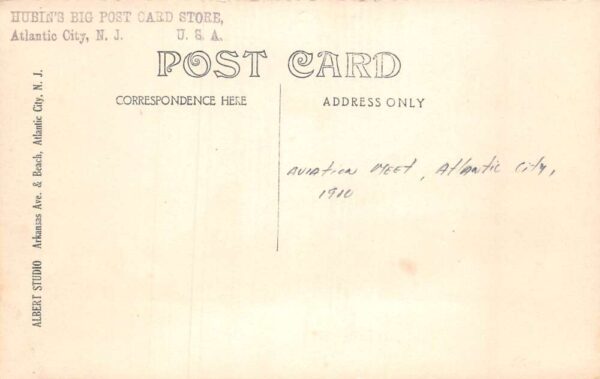 HUBIN'S BIG POST CARD STORE,
Atlantic City, N. J. U. S. A.
POST CARD
CORRESPONDENCE HERE
ADDRESS ONLY
AVIATION MEET, Atlantic City,
1910
ALBERT STUDIO Arkansas Ave. & Beach, Atlantic City, N. J.